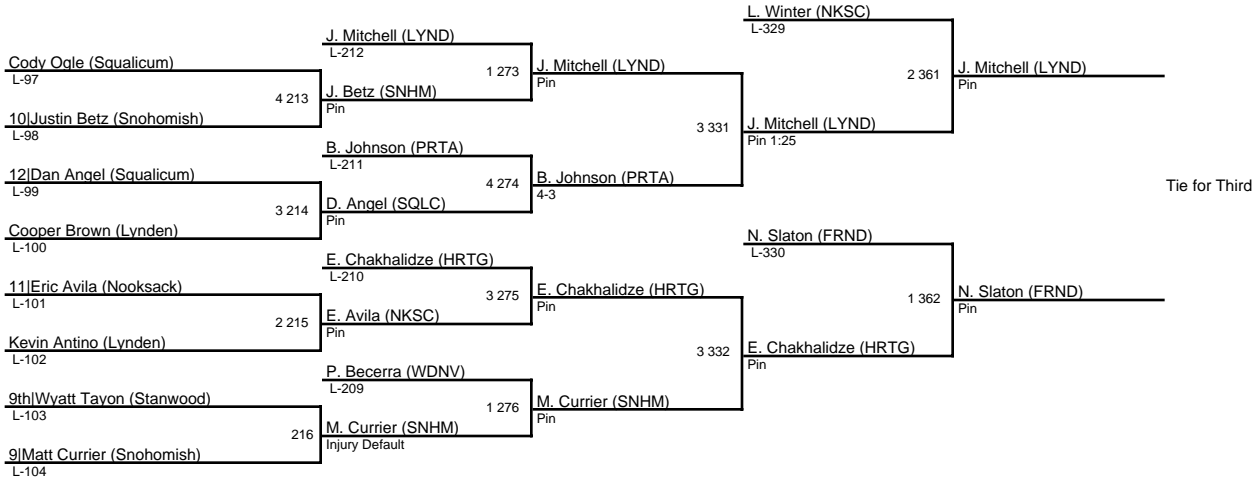 Cody Ogle (Squalicum)
L-97
10|Justin Betz (Snohomish)
L-98
12|Dan Angel (Squalicum)
L-99
Cooper Brown (Lynden)
L-100
11|Eric Avila (Nooksack)
L-101
Kevin Antino (Lynden)
L-102
9th|Wyatt Tayon (Stanwood)
L-103
9|Matt Currier (Snohomish)
L-104
4 213
3 214
2 215
216
J. Mitchell (LYND)
L-212
J. Betz (SNHM)
Pin
B. Johnson (PRTA)
L-211
D. Angel (SQLC)
Pin
E. Chakhalidze (HRTG)
L-210
E. Avila (NKSC)
Pin
P. Becerra (WDNV)
L-209
M. Currier (SNHM)
Injury Default
1 273
4 274
3 275
1 276
J. Mitchell (LYND)
Pin
B. Johnson (PRTA)
4-3
E. Chakhalidze (HRTG)
Pin
M. Currier (SNHM)
Pin
3 331
3 332
L. Winter (NKSC)
L-329
J. Mitchell (LYND)
Pin 1:25
N. Slaton (FRND)
L-330
E. Chakhalidze (HRTG)
Pin
2 361
1 362
J. Mitchell (LYND)
Pin
N. Slaton (FRND)
Pin
Tie for Third